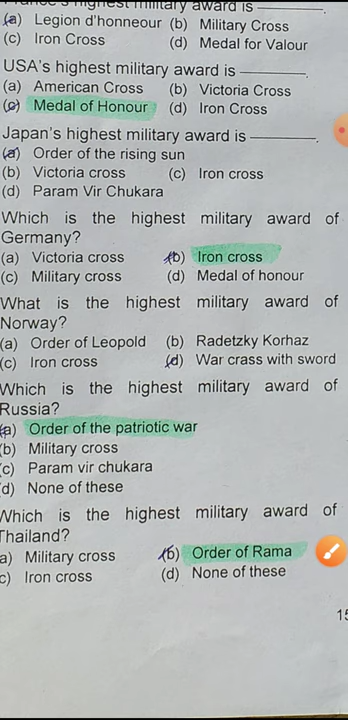 highest military award is
(a) Legion d'honneour (b) Military Cross
(c) Iron Cross (d) Medal for Valour
USA's highest military award is
(a) American Cross (b) Victoria Cross
(c) Medal of Honour (d) Iron Cross
Japan's highest military award is
(a) Order of the rising sun
(b) Victoria cross (c) Iron cross
(d) Param Vir Chukara
Which is the highest military award of
Germany?
(a) Victoria cross (b) Iron cross
(c) Military cross (d) Medal of honour
What is the highest military award of
Norway?
(a) Order of Leopold (b) Radetzky Korhaz
(c) Iron cross (d) War crass with sword
Which is the highest military award of
Russia?
(a) Order of the patriotic war
(b) Military cross
(c) Param vir chukara
(d) None of these
Which is the highest military award of
Thailand?
a) Military cross (b) Order of Rama
c) Iron cross (d) None of these